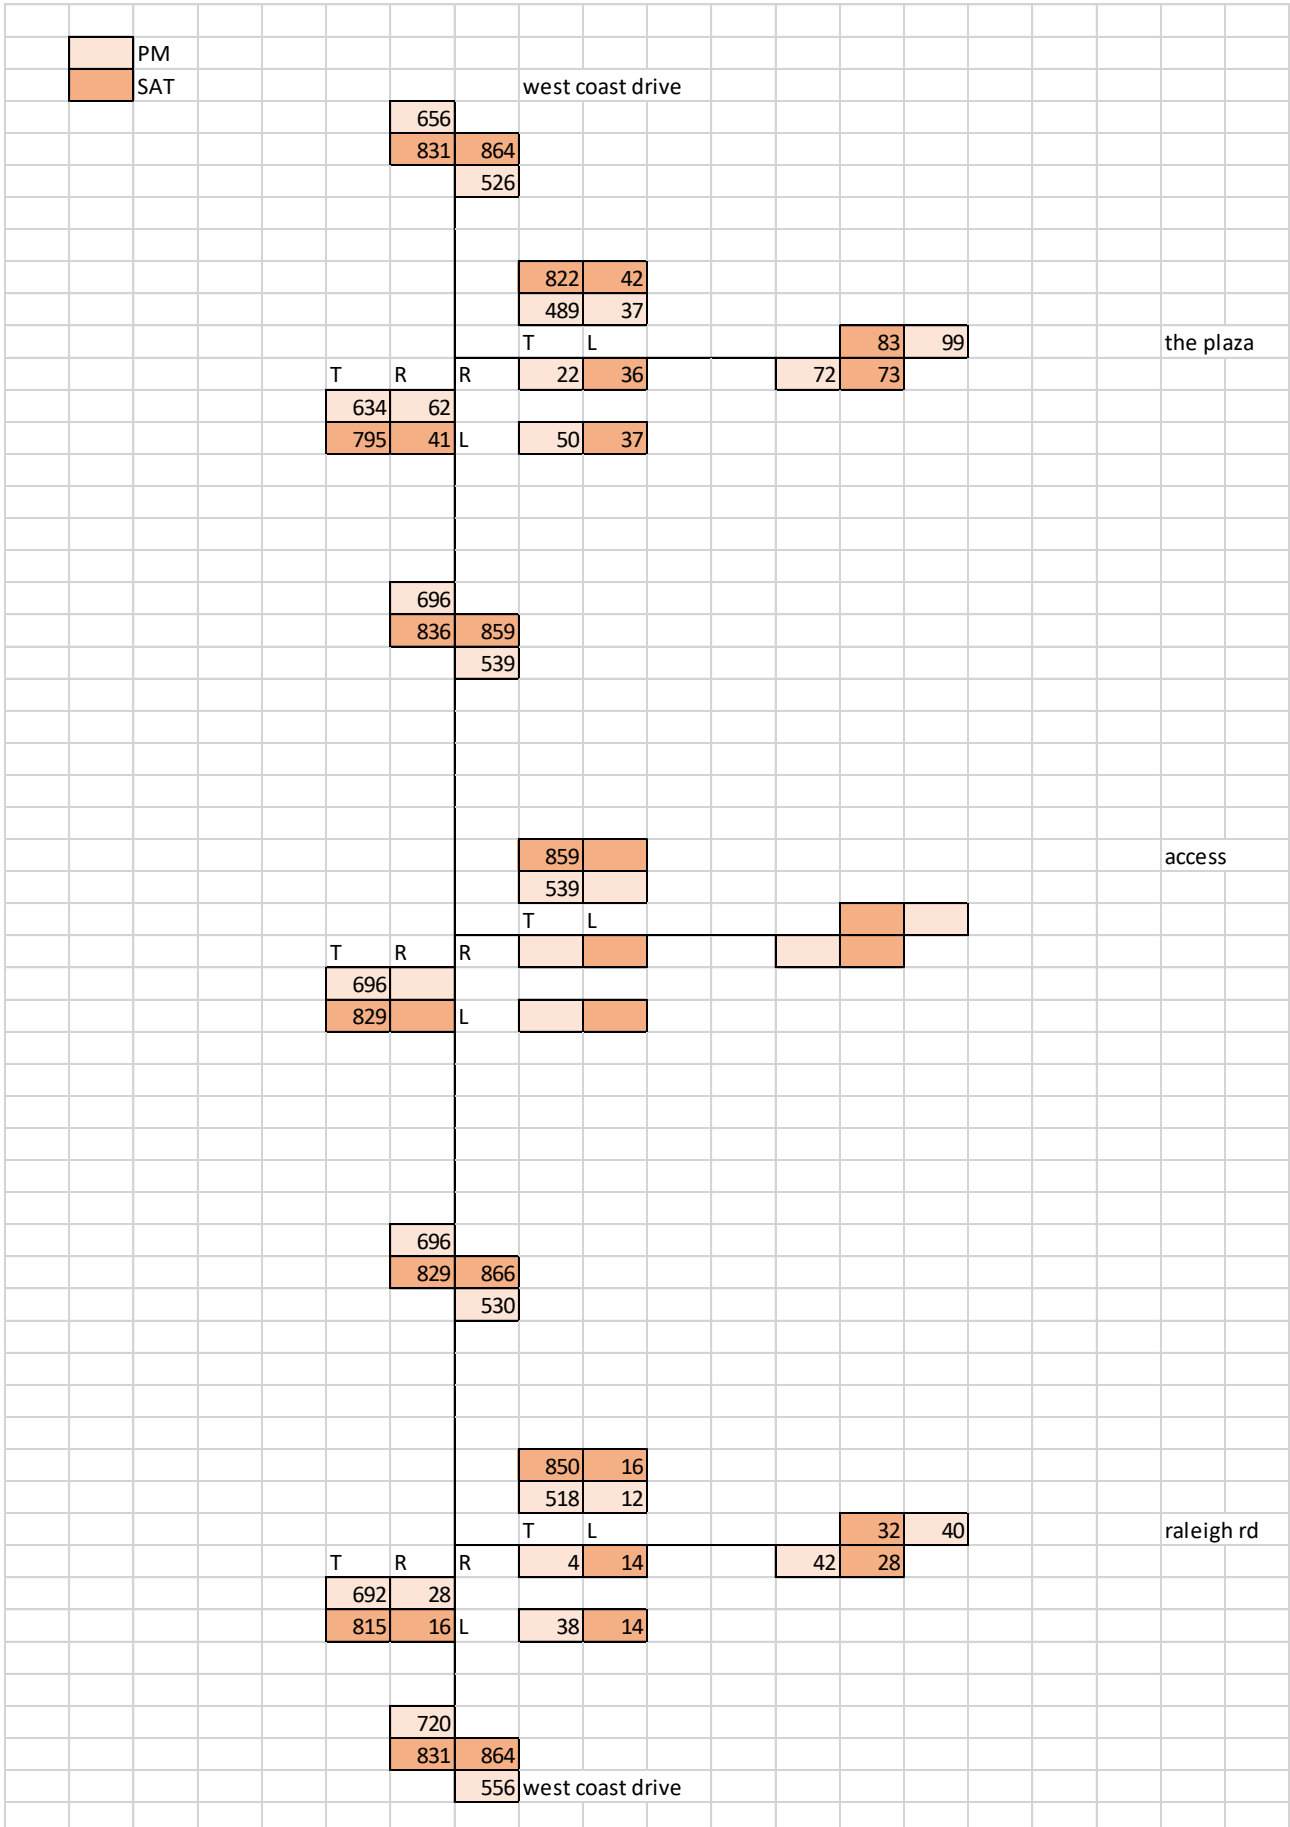 PM
SAT west coast drive
656
831 864
526
822 42
489 37
T L 83 99 the plaza
T R R 22 36 72 73
634 62
795 41 L 50 37
696
836 859
539
859 access
539
T L
T R R
696
829 L
696
829 866
530
850 16
518 12
T L 32 40 raleigh rd
T R R 4 14 42 28
692 28
815 16 L 38 14
720
831 864
556 west coast drive